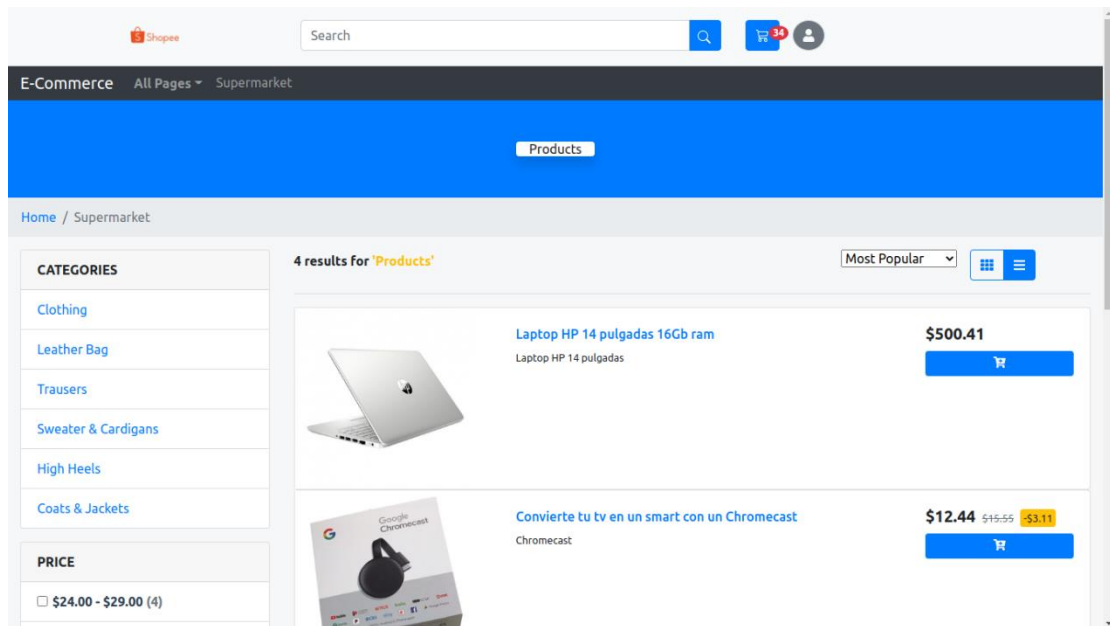 Shopee
Search
34
E-Commerce All Pages Supermarket
Products
Home / Supermarket
CATEGORIES
Clothing
Leather Bag
Trausers
Sweater & Cardigans
High Heels
Coats & Jackets
PRICE
$24.00 - $29.00 (4)
4 results for 'Products'
Most Popular
Laptop HP 14 pulgadas 16Gb ram
Laptop HP 14 pulgadas
$500.41
Google
Chromecast
Convierte tu tv en un smart con un Chromecast
Chromecast
$12.44 $15.55 -$3.11